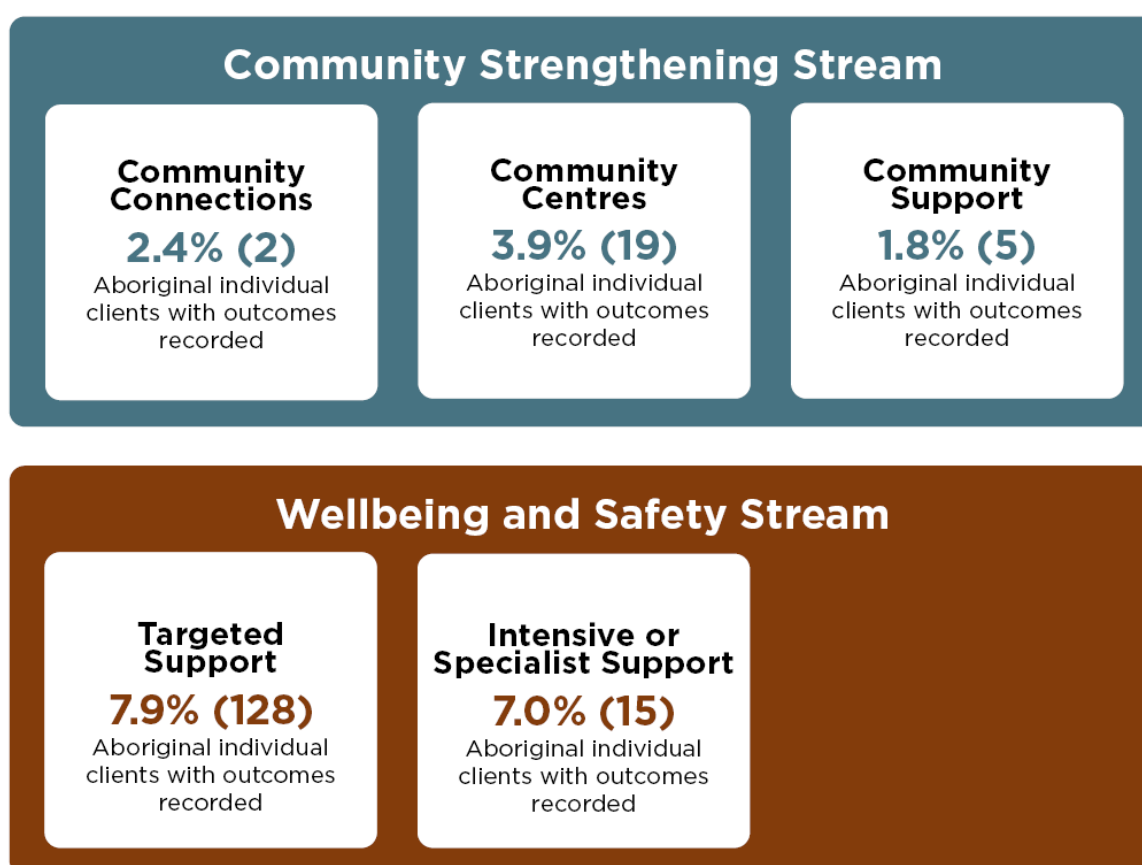 Community Strengthening Stream
Community
Connections
2.4% (2)
Aboriginal individual
clients with outcomes
recorded
Community
Centres
3.9% (19)
Aboriginal individual
clients with outcomes
recorded
Community
Support
1.8% (5)
Aboriginal individual
clients with outcomes
recorded
Wellbeing and Safety Stream
Targeted
Support
7.9% (128)
Aboriginal individual
clients with outcomes
recorded
Intensive or
Specialist Support
7.0% (15)
Aboriginal individual
clients with outcomes
recorded